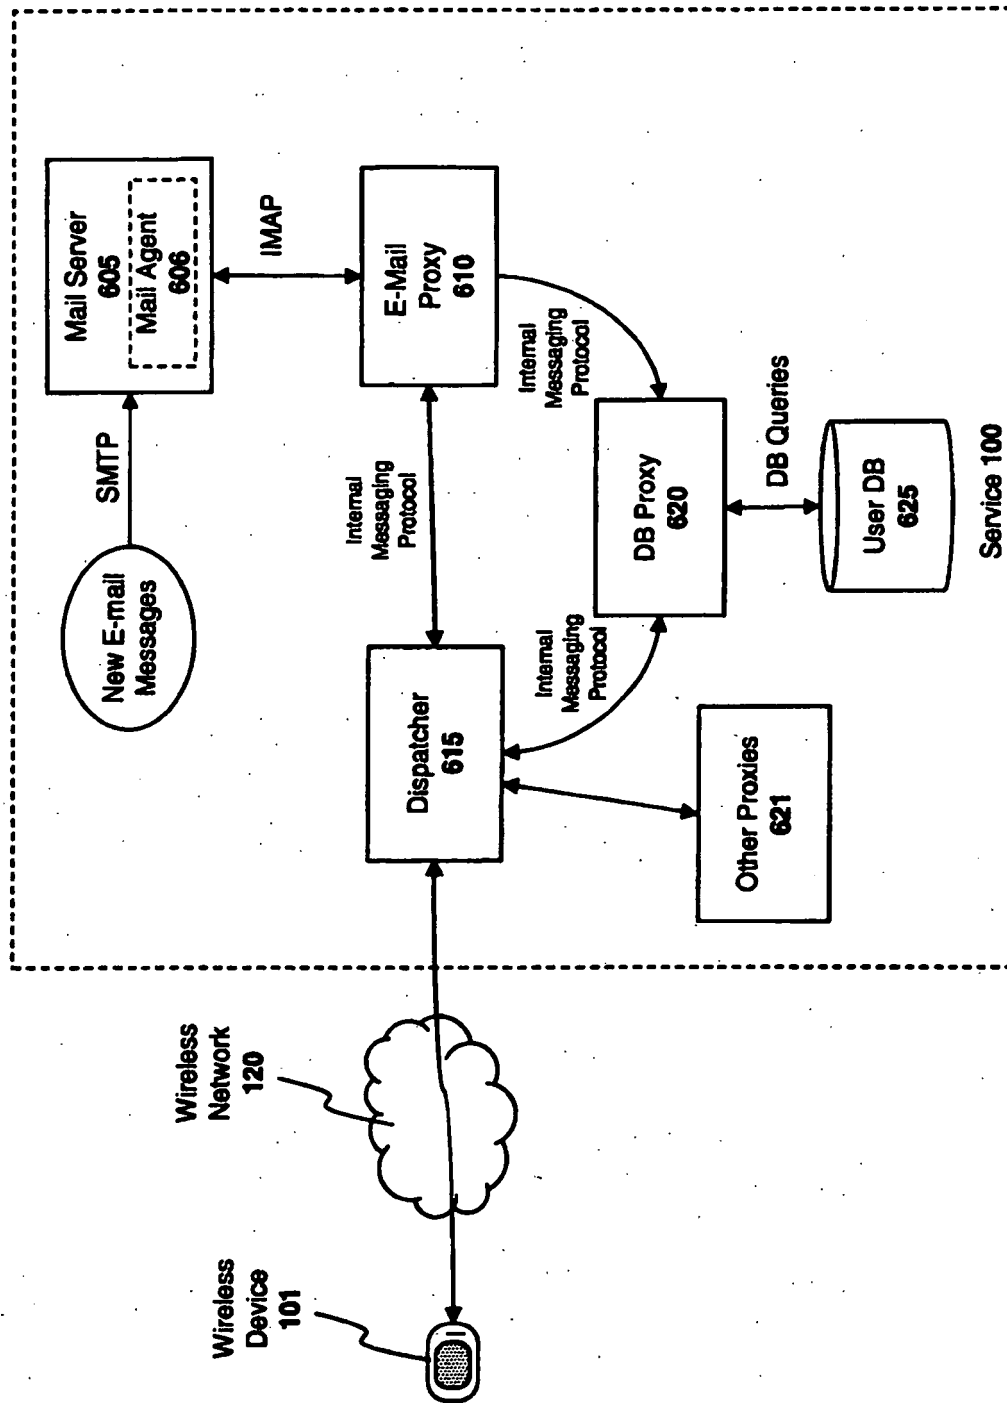 Wireless
Device
101
Wireless
Network
120
New E-mail
Messages
SMTP
Mail Server
605
Mail Agent
606
IMAP
Dispatcher
615
Internal
Messaging
Protocol
E-Mail
Proxy
610
Internal
Messaging
Protocol
Internal
Messaging
Protocol
DB Proxy
620
Other Proxies
621
DB Queries
User DB
625
Service 100